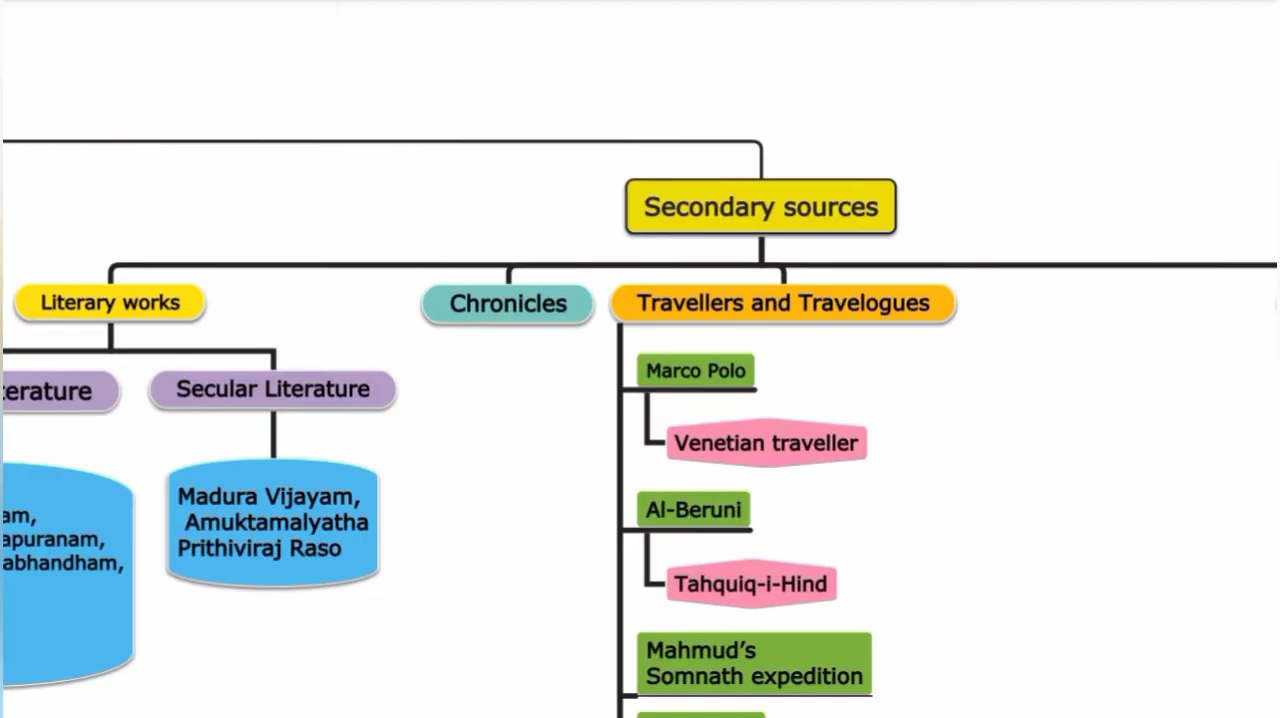 Secondary sources
Literary works
Chronicles
Travellers and Travelogues
Secular Literature
Madura Vijayam,
Amuktamalyatha
Prithiviraj Raso
Marco Polo
Venetian traveller
Al-Beruni
Tahquiq-i-Hind
Mahmud’s
Somnath expedition